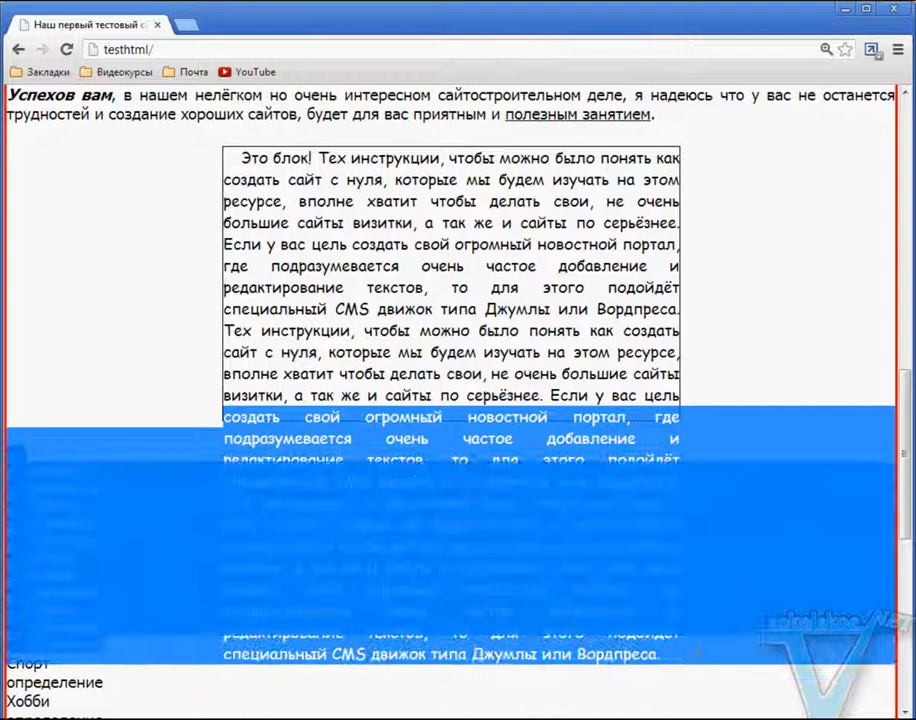 Наш первый тестовый с
testhtml/
Закладки Видеокурсы Почта YouTube
Успехов вам, в нашем нелёгком но очень интересном сайтостроительном деле, я надеюсь что у вас не останется
трудностей и создание хороших сайтов, будет для вас приятным и полезным занятием.
Это блок! Тех инструкции, чтобы можно было понять как
создать сайт с нуля, которые мы будем изучать на этом
ресурсе, вполне хватит чтобы делать свои, не очень
большие сайты визитки, а так же и сайты по серьёзнее.
Если у вас цель создать свой огромный новостной портал,
где подразумевается очень частое добавление и
редактирование текстов, то для этого подойдёт
специальный CMS движок типа Джумлы или Вордпреса.
Тех инструкции, чтобы можно было понять как создать
сайт с нуля, которые мы будем изучать на этом ресурсе,
вполне хватит чтобы делать свои, не очень большие сайты
визитки, а так же и сайты по серьёзнее. Если у вас цель
создать свой огромный новостной портал, где
подразумевается очень частое добавление и
редактирование текстов, то для этого подойдёт
редактирование текстов, то для этого подойдёт
специальный CMS движок типа Джумлы или Вордпреса.
Спорт
определение
Хобби
определение